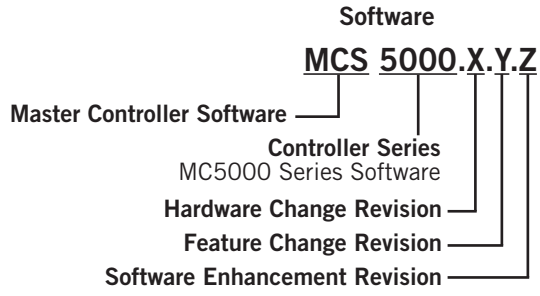 Software
MCS 5000.X.Y.Z
Master Controller Software
Controller Series
MC5000 Series Software
Hardware Change Revision
Feature Change Revision
Software Enhancement Revision